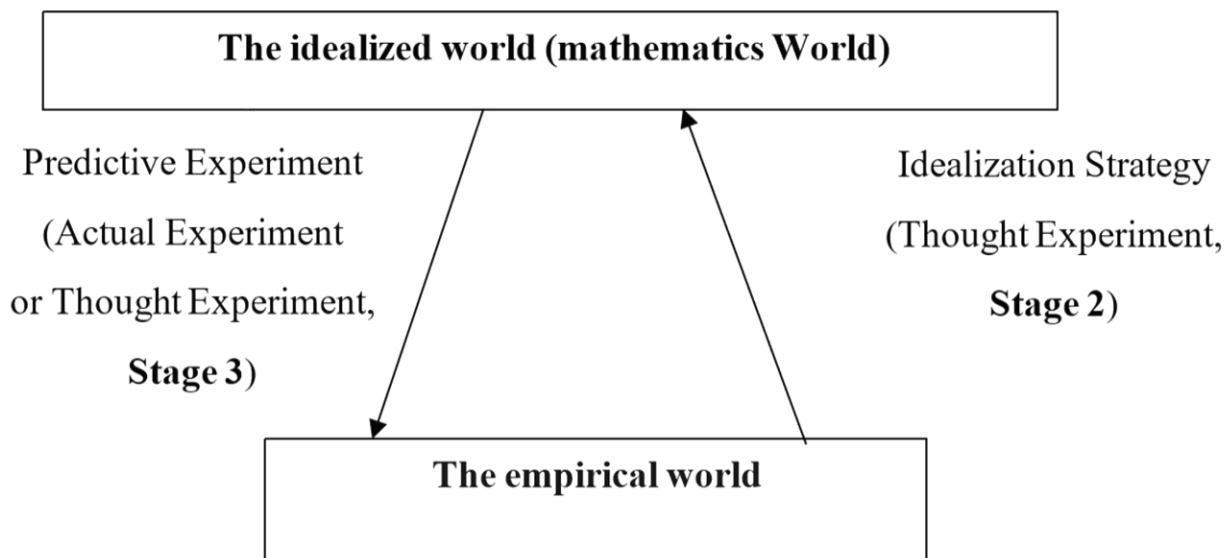 The idealized world (mathematics World)
Predictive Experiment
(Actual Experiment
or Thought Experiment,
Stage 3)
Idealization Strategy
(Thought Experiment,
Stage 2)
The empirical world